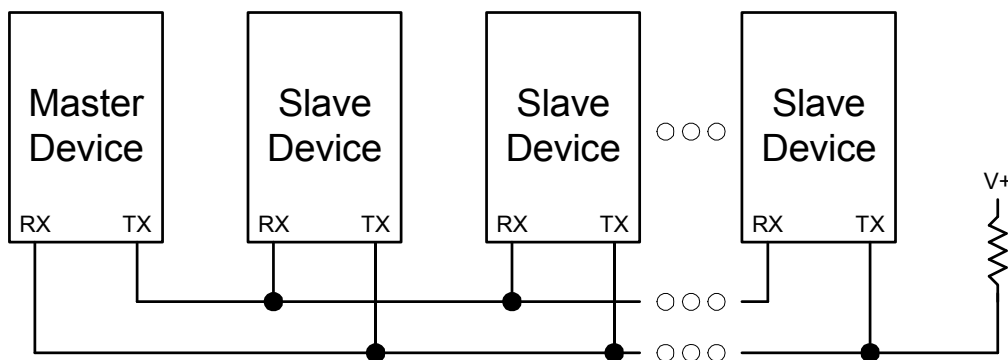 Master
Device
Slave
Device
Slave
Device
Slave
Device
RX TX
RX TX
RX TX
RX TX
V+